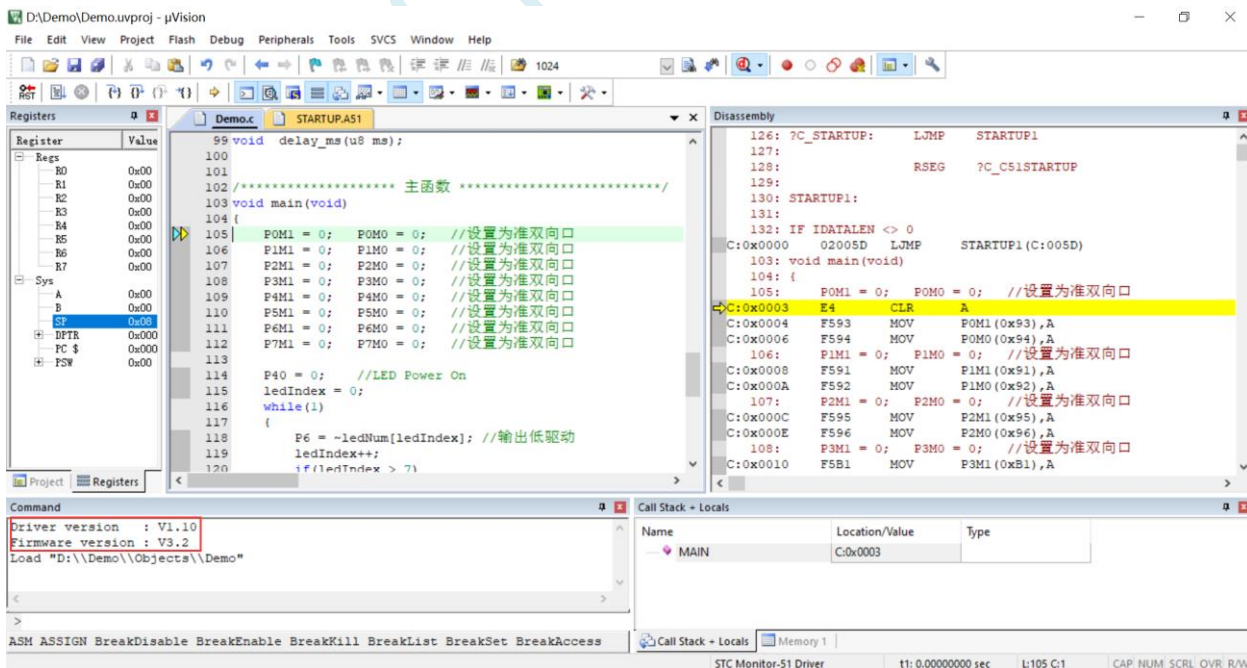 D:\Demo\Demo.uvproj - µVision
File Edit View Project Flash Debug Peripherals Tools SVCS Window Help
1024
RST
Registers
Register Value
Regs
R0 0x00
R1 0x00
R2 0x00
R3 0x00
R4 0x00
R5 0x00
R6 0x00
R7 0x00
Sys
A 0x00
B 0x00
SP 0x08
DPTR 0x000
PC $ 0x000
PSW 0x00
Project Registers
Demo.c STARTUP.A51
99 void delay_ms(u8 ms);
100
101
102 /******************** 主函数 **************************/
103 void main(void)
104 {
105 P0M1 = 0; P0M0 = 0; //设置为准双向口
106 P1M1 = 0; P1M0 = 0; //设置为准双向口
107 P2M1 = 0; P2M0 = 0; //设置为准双向口
108 P3M1 = 0; P3M0 = 0; //设置为准双向口
109 P4M1 = 0; P4M0 = 0; //设置为准双向口
110 P5M1 = 0; P5M0 = 0; //设置为准双向口
111 P6M1 = 0; P6M0 = 0; //设置为准双向口
112 P7M1 = 0; P7M0 = 0; //设置为准双向口
113
114 P40 = 0; //LED Power On
115 ledIndex = 0;
116 while(1)
117 {
118 P6 = ~ledNum[ledIndex]; //输出低驱动
119 ledIndex++;
120 if(ledIndex > 7)
Disassembly
126: ?C_STARTUP: LJMP STARTUP1
127:
128: RSEG ?C_C51STARTUP
129:
130: STARTUP1:
131:
132: IF IDATALEN <> 0
C:0x0000 02005D LJMP STARTUP1(C:005D)
103: void main(void)
104: {
105: P0M1 = 0; P0M0 = 0; //设置为准双向口
C:0x0003 E4 CLR A
C:0x0004 F593 MOV P0M1(0x93),A
C:0x0006 F594 MOV P0M0(0x94),A
106: P1M1 = 0; P1M0 = 0; //设置为准双向口
C:0x0008 F591 MOV P1M1(0x91),A
C:0x000A F592 MOV P1M0(0x92),A
107: P2M1 = 0; P2M0 = 0; //设置为准双向口
C:0x000C F595 MOV P2M1(0x95),A
C:0x000E F596 MOV P2M0(0x96),A
108: P3M1 = 0; P3M0 = 0; //设置为准双向口
C:0x0010 F5B1 MOV P3M1(0xB1),A
Command
Driver version : V1.10
Firmware version : V3.2
Load "D:\\Demo\\Objects\\Demo"
>
ASM ASSIGN BreakDisable BreakEnable BreakKill BreakList BreakSet BreakAccess
Call Stack + Locals
Name Location/Value Type
MAIN C:0x0003
Call Stack + Locals Memory 1
STC Monitor-51 Driver t1: 0.00000000 sec L:105 C:1 CAP NUM SCRL OVR R/W